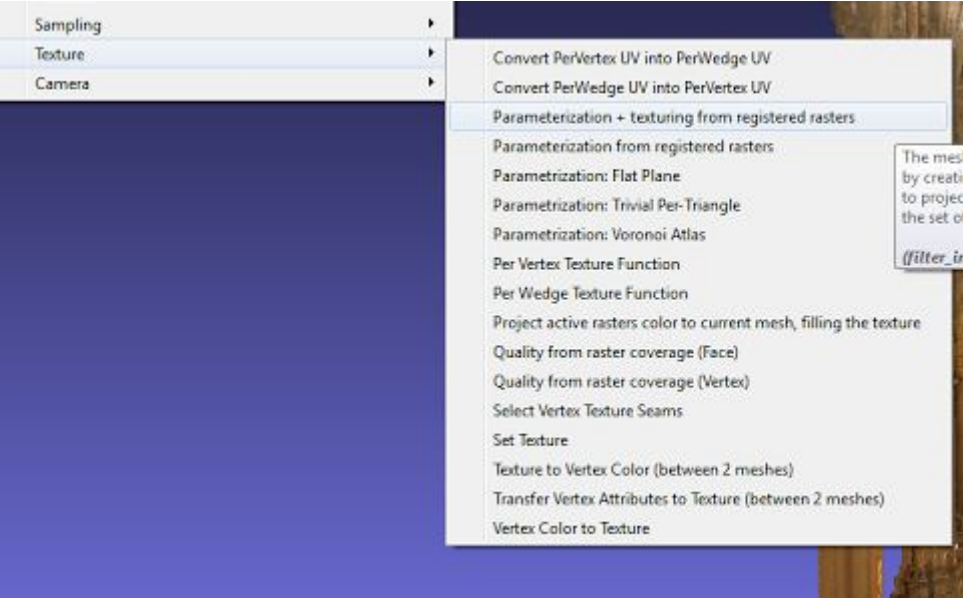 Sampling
Texture
Camera
Convert PerVertex UV into PerWedge UV
Convert PerWedge UV into PerVertex UV
Parameterization + texturing from registered rasters
Parameterization from registered rasters
Parametrization: Flat Plane
Parametrization: Trivial Per-Triangle
Parametrization: Voronoi Atlas
Per Vertex Texture Function
Per Wedge Texture Function
Project active rasters color to current mesh, filling the texture
Quality from raster coverage (Face)
Quality from raster coverage (Vertex)
Select Vertex Texture Seams
Set Texture
Texture to Vertex Color (between 2 meshes)
Transfer Vertex Attributes to Texture (between 2 meshes)
Vertex Color to Texture
The
by
to
the set